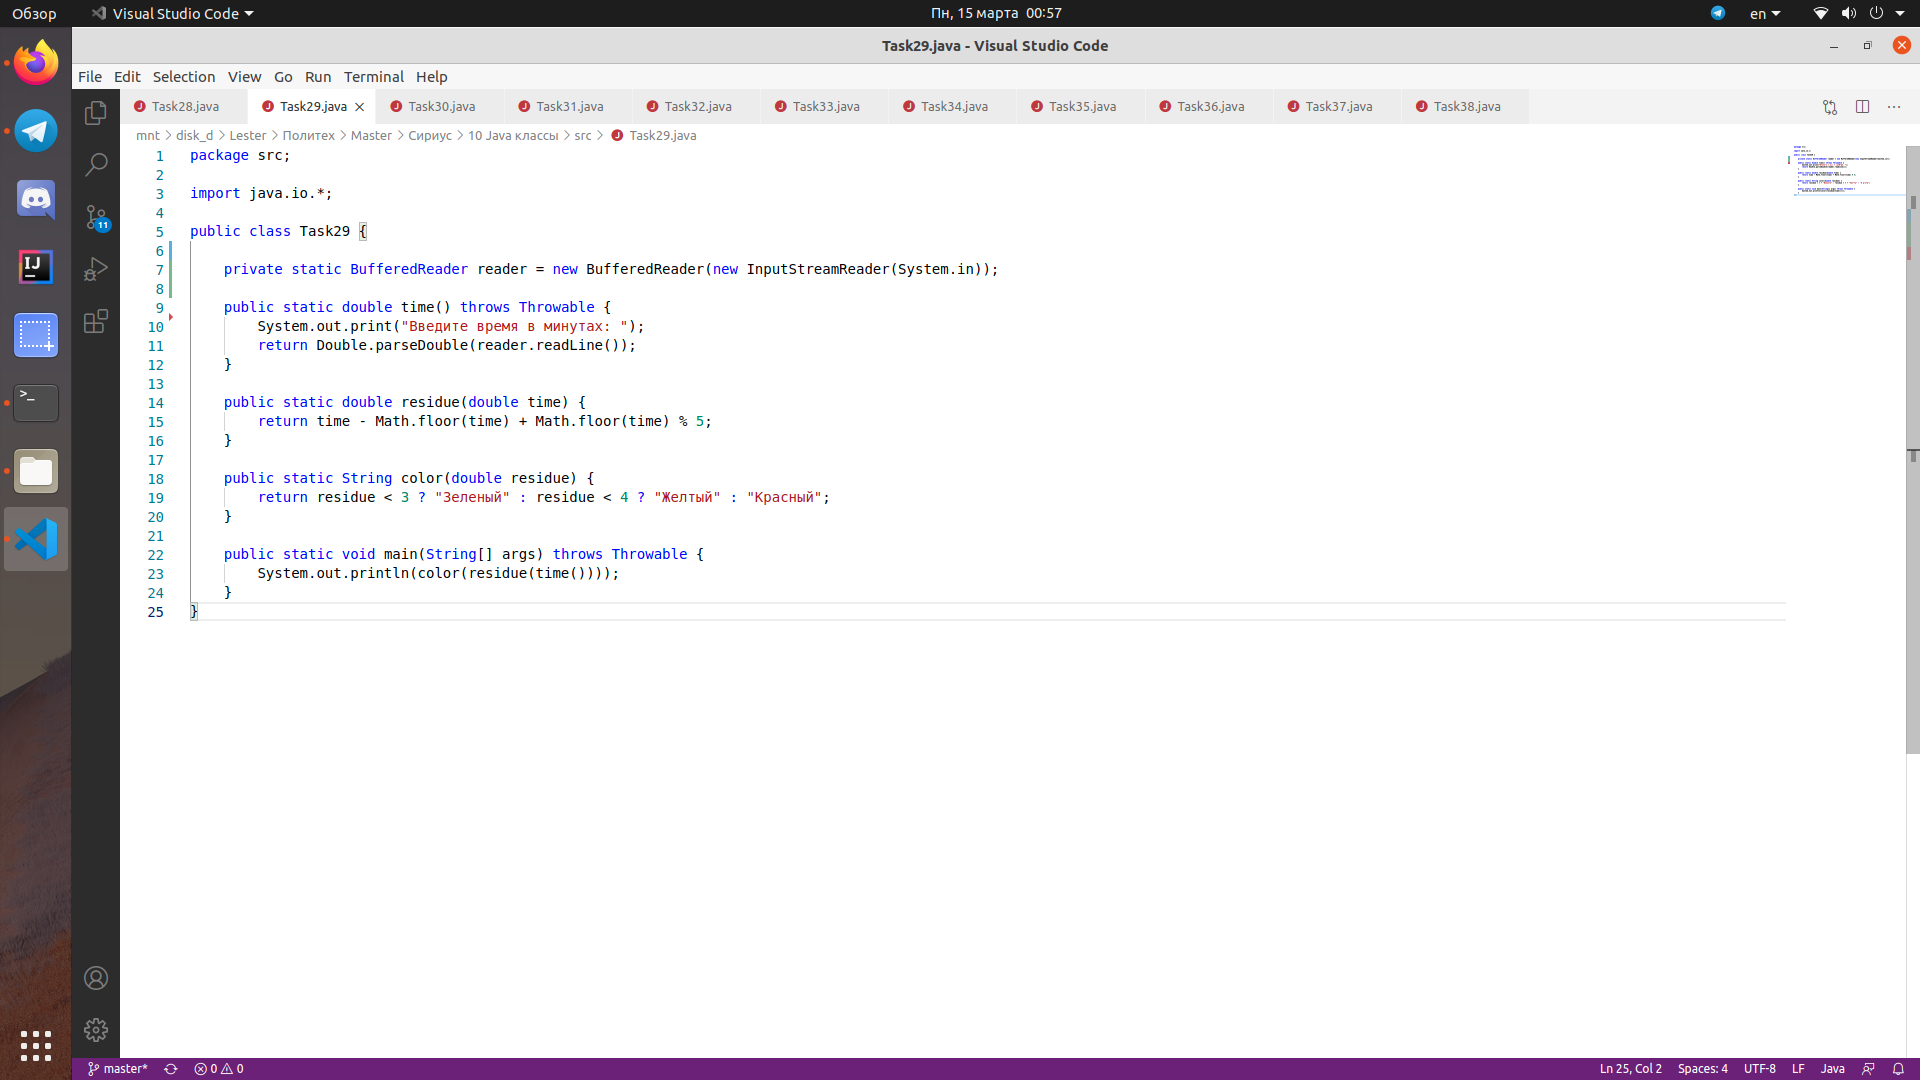 Обзор
Visual Studio Code
Пн, 15 марта 00:57
en
Task29.java - Visual Studio Code
File Edit Selection View Go Run Terminal Help
Task28.java Task29.java Task30.java Task31.java Task32.java Task33.java Task34.java Task35.java Task36.java Task37.java Task38.java
mnt > disk_d > Lester > Политех > Master > Сириус > 10 Java классы > src > Task29.java
1 package src;
2
3 import java.io.*;
4
5 public class Task29 {
6
7     private static BufferedReader reader = new BufferedReader(new InputStreamReader(System.in));
8
9     public static double time() throws Throwable {
10         System.out.print("Введите время в минутах: ");
11         return Double.parseDouble(reader.readLine());
12     }
13
14     public static double residue(double time) {
15         return time - Math.floor(time) + Math.floor(time) % 5;
16     }
17
18     public static String color(double residue) {
19         return residue < 3 ? "Зеленый" : residue < 4 ? "Желтый" : "Красный";
20     }
21
22     public static void main(String[] args) throws Throwable {
23         System.out.println(color(residue(time())));
24     }
25 }
11
IJ
>_
master* 0 0
Ln 25, Col 2 Spaces: 4 UTF-8 LF Java